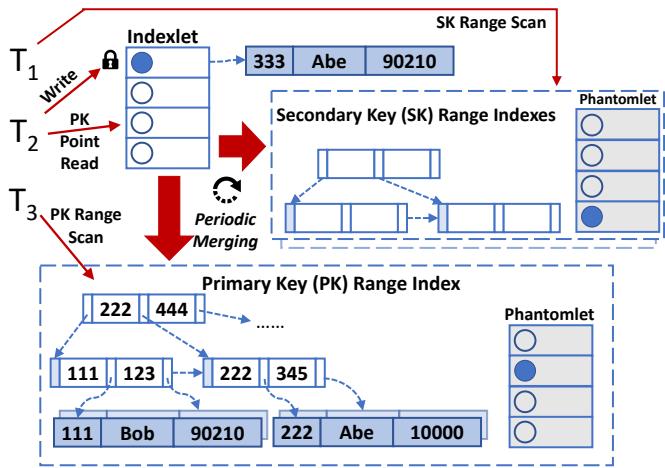 SK Range Scan
Indexlet
T1
333 Abe 90210
Write
Phantomlet
Secondary Key (SK) Range Indexes
T2
PK
Point
Read
T3
PK Range
Scan
Periodic
Merging
Primary Key (PK) Range Index
Phantomlet
222 444
......
111 123
222 345
111 Bob 90210
222 Abe 10000